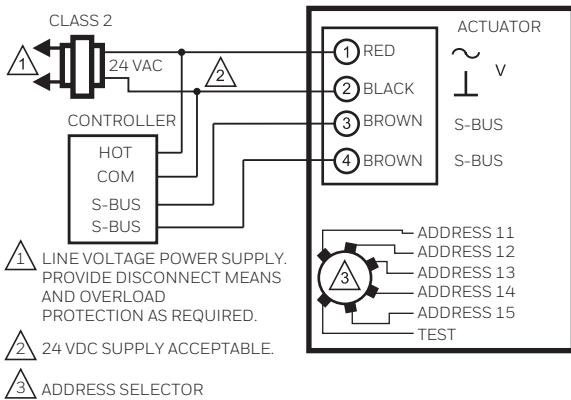 CLASS 2
ACTUATOR
1
24 VAC
2
1 RED
V
2 BLACK
CONTROLLER
3 BROWN S-BUS
HOT
4 BROWN S-BUS
COM
S-BUS
S-BUS
ADDRESS 11
ADDRESS 12
3
ADDRESS 13
ADDRESS 14
ADDRESS 15
TEST
1 LINE VOLTAGE POWER SUPPLY.
PROVIDE DISCONNECT MEANS
AND OVERLOAD
PROTECTION AS REQUIRED.
2 24 VDC SUPPLY ACCEPTABLE.
3 ADDRESS SELECTOR